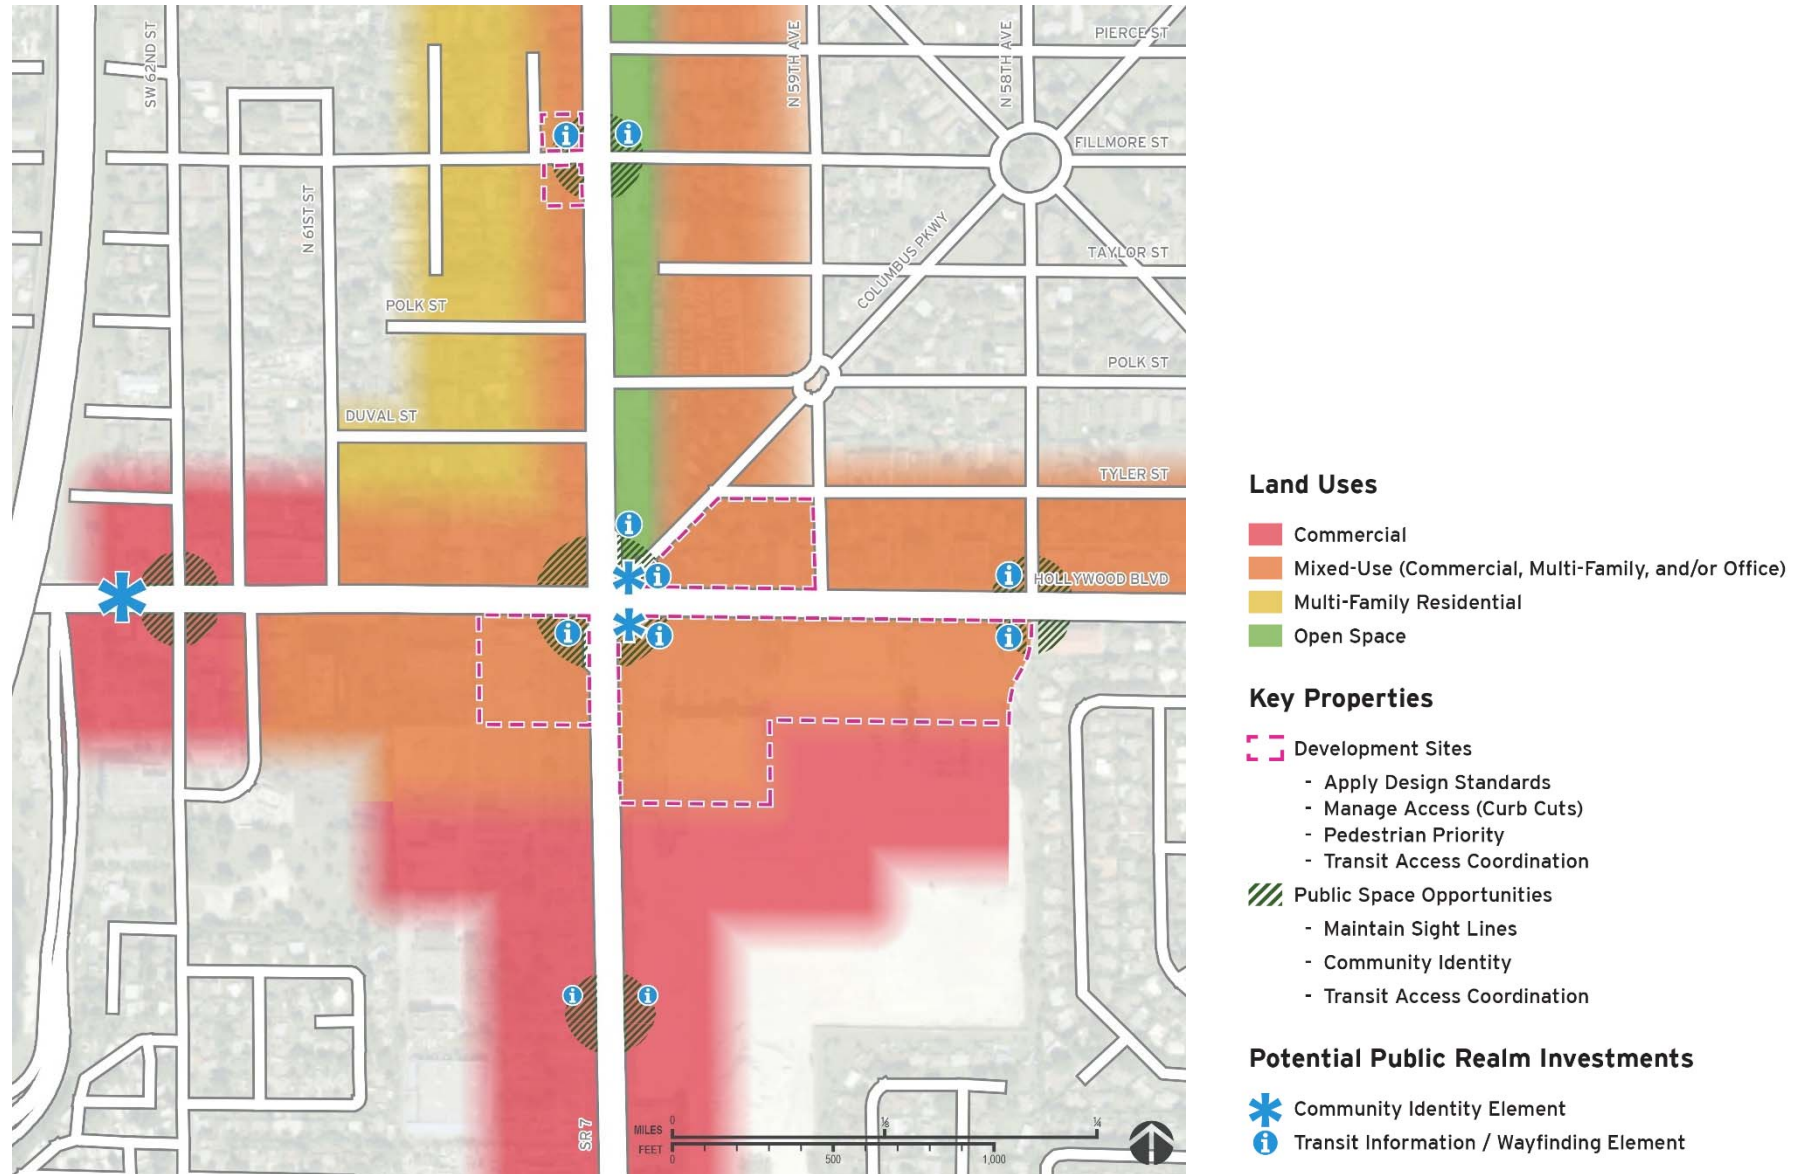 PIERCE ST
SW 62ND ST
N 59TH AVE
N 58TH AVE
FILLMORE ST
N 61ST ST
COLUMBUS PKWY
TAYLOR ST
POLK ST
POLK ST
DUVAL ST
TYLER ST
HOLLYWOOD BLVD
SR 7
MILES 0 ⅛ ¼
FEET 0 500 1,000
Land Uses
Commercial
Mixed-Use (Commercial, Multi-Family, and/or Office)
Multi-Family Residential
Open Space
Key Properties
Development Sites
- Apply Design Standards
- Manage Access (Curb Cuts)
- Pedestrian Priority
- Transit Access Coordination
Public Space Opportunities
- Maintain Sight Lines
- Community Identity
- Transit Access Coordination
Potential Public Realm Investments
Community Identity Element
Transit Information / Wayfinding Element